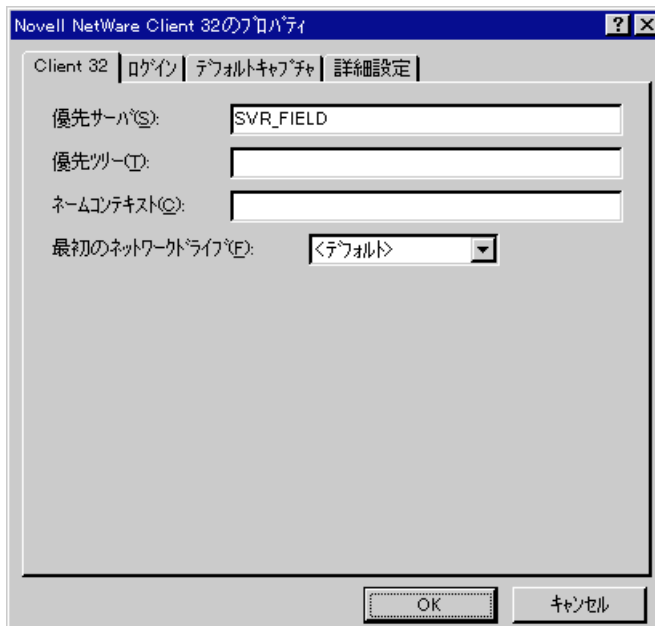 Novell NetWare Client 32のﾌﾟﾛﾊﾟﾃｨ
Client 32 ﾛｸﾞｲﾝ ﾃﾞﾌｫﾙﾄｷｬﾌﾟﾁｬ 詳細設定
優先ｻｰﾊﾞ(S): SVR_FIELD
優先ﾂﾘｰ(T):
ﾈｰﾑｺﾝﾃｷｽﾄ(C):
最初のﾈｯﾄﾜｰｸﾄﾞﾗｲﾌﾞ(F): <ﾃﾞﾌｫﾙﾄ>
OK ｷｬﾝｾﾙ